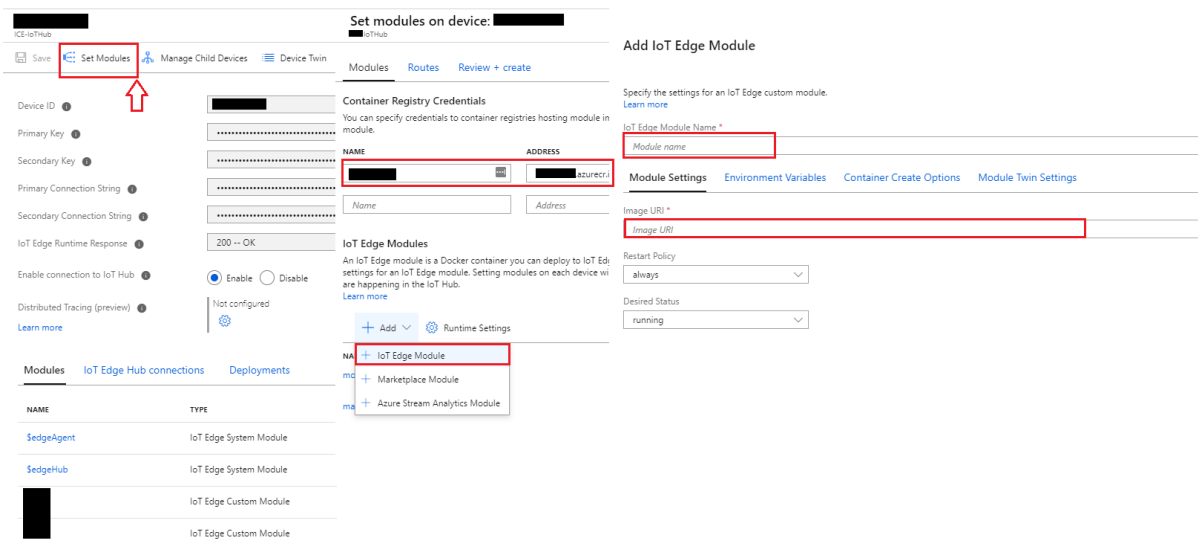 ICE-IoTHub
Save Set Modules Manage Child Devices Device Twin
Device ID
Primary Key
Secondary Key
Primary Connection String
Secondary Connection String
IoT Edge Runtime Response 200 -- OK
Enable connection to IoT Hub Enable Disable
Distributed Tracing (preview) Not configured
Learn more
Modules IoT Edge Hub connections Deployments
NAME TYPE
$edgeAgent IoT Edge System Module
$edgeHub IoT Edge System Module
IoT Edge Custom Module
IoT Edge Custom Module
Set modules on device:
IoTHub
Modules Routes Review + create
Container Registry Credentials
You can specify credentials to container registries hosting module in
module.
NAME ADDRESS
.azurecr.i
Name Address
IoT Edge Modules
An IoT Edge module is a Docker container you can deploy to IoT Edg
settings for an IoT Edge module. Setting modules on each device wi
are happening in the IoT Hub.
Learn more
Add Runtime Settings
NA
IoT Edge Module
mo
Marketplace Module
ma
Azure Stream Analytics Module
Add IoT Edge Module
Specify the settings for an IoT Edge custom module.
Learn more
IoT Edge Module Name *
Module name
Module Settings Environment Variables Container Create Options Module Twin Settings
Image URI *
Image URI
Restart Policy
always
Desired Status
running